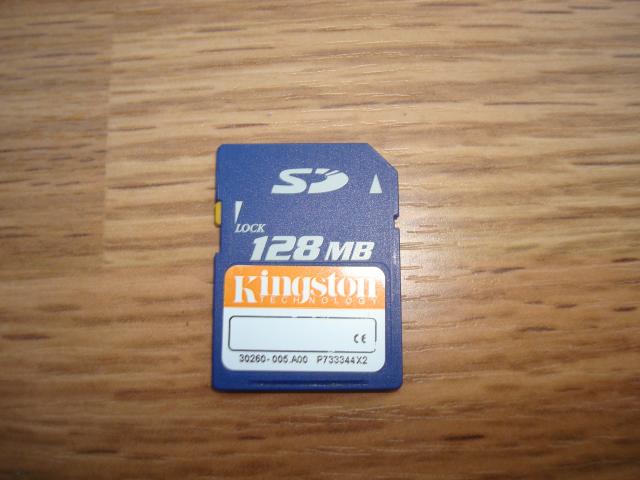 SD
LOCK
128 MB
Kingston
TECHNOLOGY
CE
30260-005.A00 P733344X2